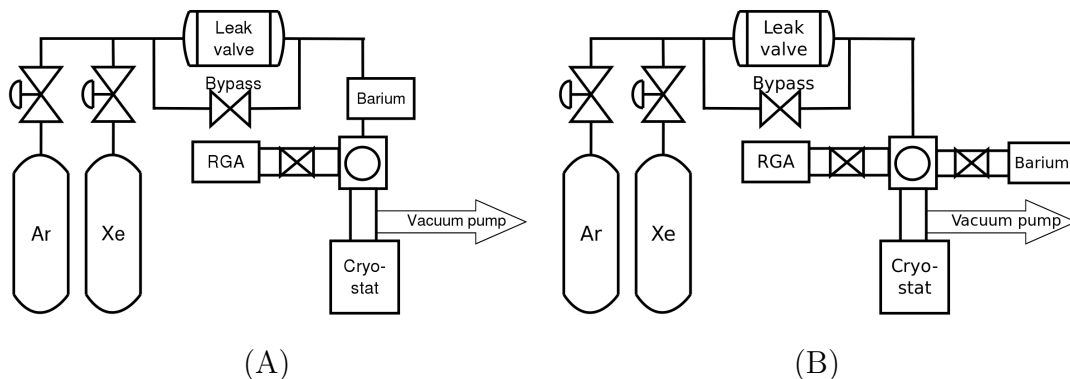 Leak
valve
Bypass
Barium
RGA
Ar
Xe
Vacuum pump
Cryo-
stat
(A)
Leak
valve
Bypass
RGA
Barium
Ar
Xe
Vacuum pump
Cryo-
stat
(B)